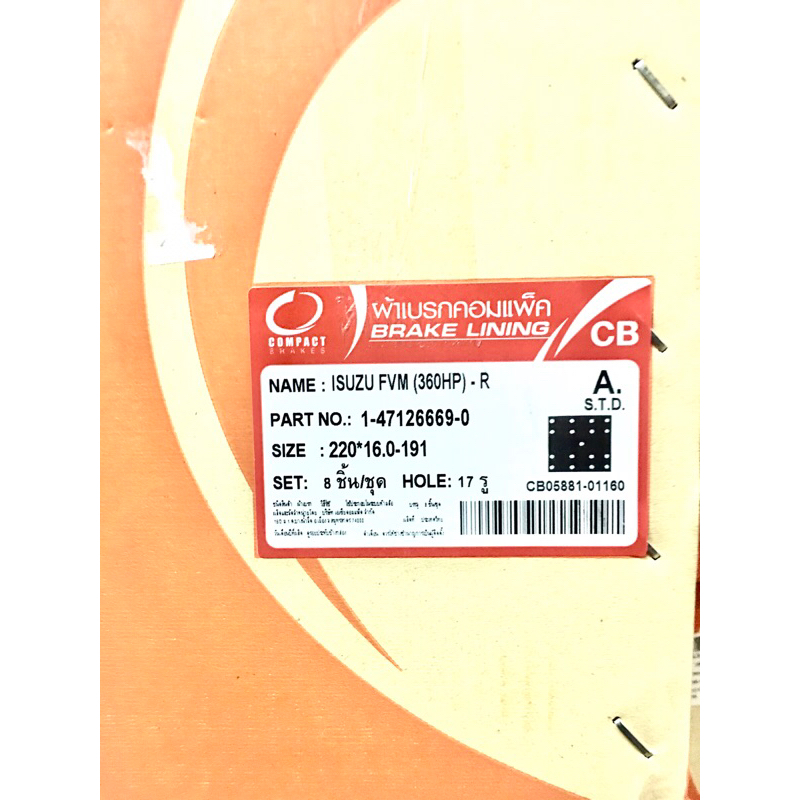 COMPACT
BRAKES
ผ้าเบรกคอมแพ็ค
BRAKE LINING
CB
NAME : ISUZU FVM (360HP) - R
A.
S.T.D.
PART NO.: 1-47126669-0
SIZE : 220*16.0-191
SET: 8 ชิ้น/ชุด HOLE: 17 รู
CB05881-01160